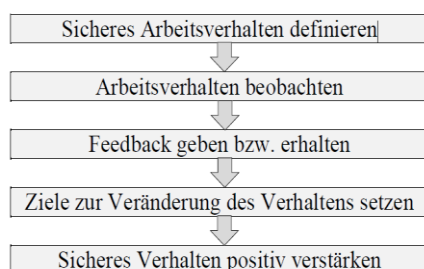 Sicheres Arbeitsverhalten definieren
Arbeitsverhalten beobachten
Feedback geben bzw. erhalten
Ziele zur Veränderung des Verhaltens setzen
Sicheres Verhalten positiv verstärken